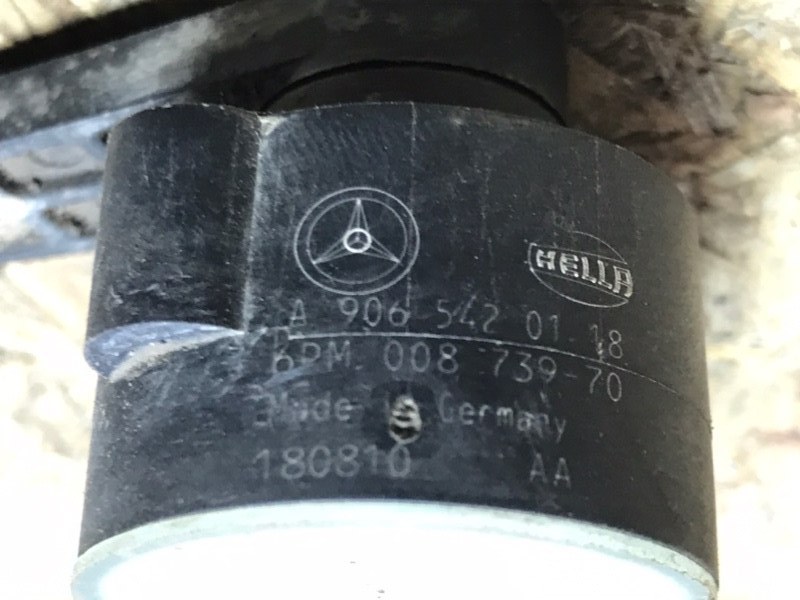 HELLA
A 906 542 01 18
6PM 008 739-70
Made in Germany
180810 AA